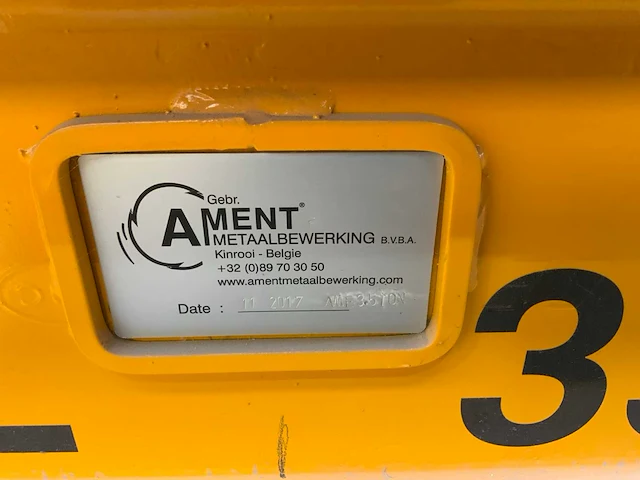 Gebr.
AMENT®
METAALBEWERKING B.V.B.A.
Kinrooi - Belgie
+32 (0)89 70 30 50
www.amentmetaalbewerking.com
Date : 11 2017
3